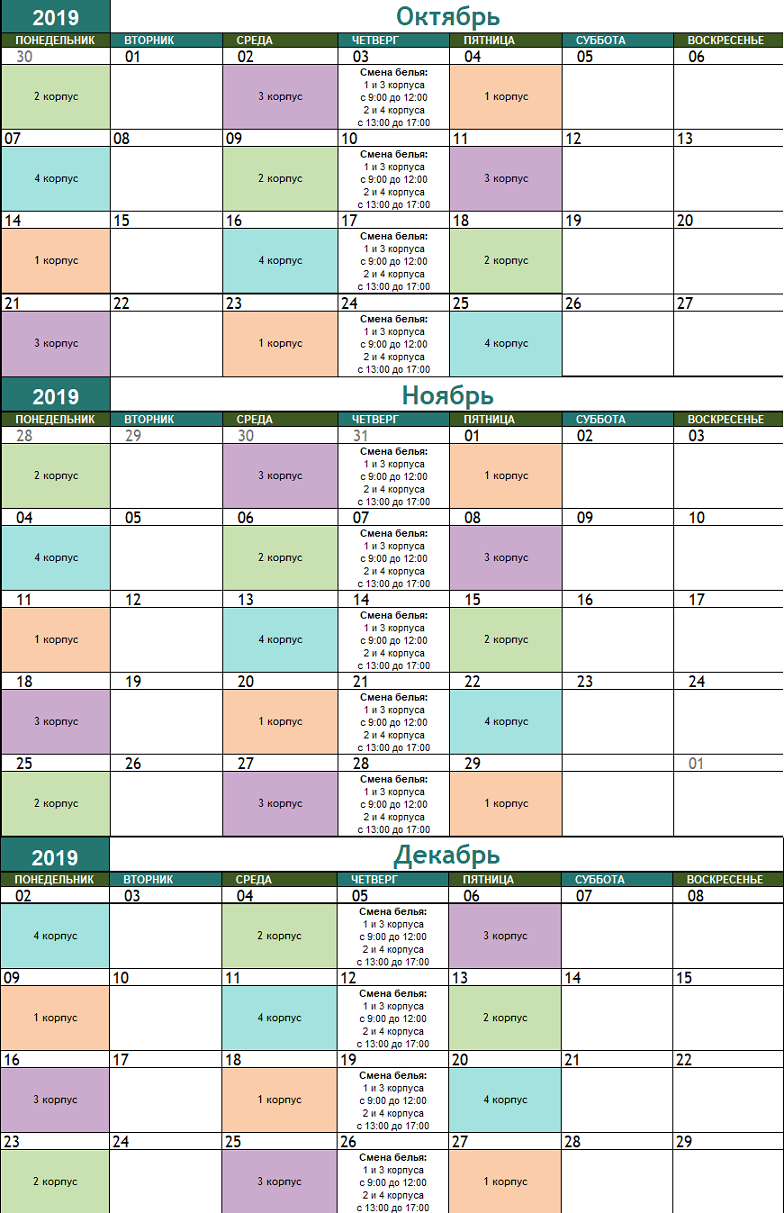 2019 Октябрь
ПОНЕДЕЛЬНИК ВТОРНИК СРЕДА ЧЕТВЕРГ ПЯТНИЦА СУББОТА ВОСКРЕСЕНЬЕ
30 01 02 03 04 05 06
2 корпус 3 корпус Смена белья: 1 корпус
1 и 3 корпуса
с 9:00 до 12:00
2 и 4 корпуса
с 13:00 до 17:00
07 08 09 10 11 12 13
4 корпус 2 корпус Смена белья: 3 корпус
1 и 3 корпуса
с 9:00 до 12:00
2 и 4 корпуса
с 13:00 до 17:00
14 15 16 17 18 19 20
1 корпус 4 корпус Смена белья: 2 корпус
1 и 3 корпуса
с 9:00 до 12:00
2 и 4 корпуса
с 13:00 до 17:00
21 22 23 24 25 26 27
3 корпус 1 корпус Смена белья: 4 корпус
1 и 3 корпуса
с 9:00 до 12:00
2 и 4 корпуса
с 13:00 до 17:00
2019 Ноябрь
ПОНЕДЕЛЬНИК ВТОРНИК СРЕДА ЧЕТВЕРГ ПЯТНИЦА СУББОТА ВОСКРЕСЕНЬЕ
28 29 30 31 01 02 03
2 корпус 3 корпус Смена белья: 1 корпус
1 и 3 корпуса
с 9:00 до 12:00
2 и 4 корпуса
с 13:00 до 17:00
04 05 06 07 08 09 10
4 корпус 2 корпус Смена белья: 3 корпус
1 и 3 корпуса
с 9:00 до 12:00
2 и 4 корпуса
с 13:00 до 17:00
11 12 13 14 15 16 17
1 корпус 4 корпус Смена белья: 2 корпус
1 и 3 корпуса
с 9:00 до 12:00
2 и 4 корпуса
с 13:00 до 17:00
18 19 20 21 22 23 24
3 корпус 1 корпус Смена белья: 4 корпус
1 и 3 корпуса
с 9:00 до 12:00
2 и 4 корпуса
с 13:00 до 17:00
25 26 27 28 29 01
2 корпус 3 корпус Смена белья: 1 корпус
1 и 3 корпуса
с 9:00 до 12:00
2 и 4 корпуса
с 13:00 до 17:00
2019 Декабрь
ПОНЕДЕЛЬНИК ВТОРНИК СРЕДА ЧЕТВЕРГ ПЯТНИЦА СУББОТА ВОСКРЕСЕНЬЕ
02 03 04 05 06 07 08
4 корпус 2 корпус Смена белья: 3 корпус
1 и 3 корпуса
с 9:00 до 12:00
2 и 4 корпуса
с 13:00 до 17:00
09 10 11 12 13 14 15
1 корпус 4 корпус Смена белья: 2 корпус
1 и 3 корпуса
с 9:00 до 12:00
2 и 4 корпуса
с 13:00 до 17:00
16 17 18 19 20 21 22
3 корпус 1 корпус Смена белья: 4 корпус
1 и 3 корпуса
с 9:00 до 12:00
2 и 4 корпуса
с 13:00 до 17:00
23 24 25 26 27 28 29
2 корпус 3 корпус Смена белья: 1 корпус
1 и 3 корпуса
с 9:00 до 12:00
2 и 4 корпуса
с 13:00 до 17:00